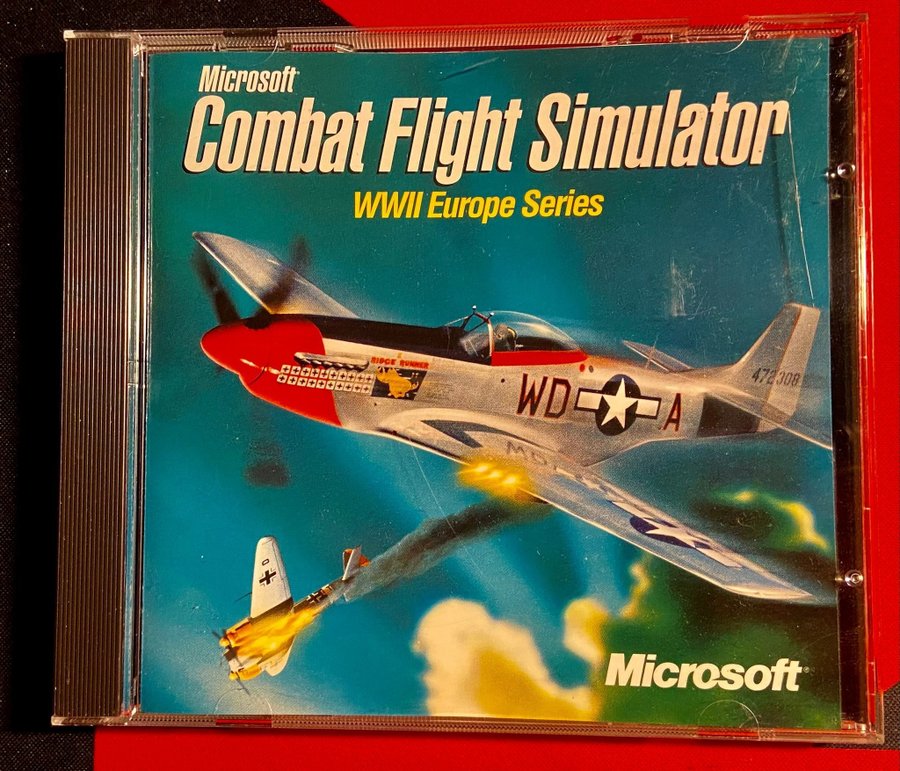 Microsoft
Combat Flight Simulator
WWII Europe Series
RIDGE RUNNER
WD A
472308
Microsoft